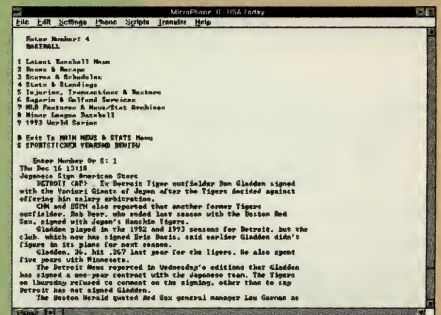 MicroPhone II: USA Today
File Edit Settings Phone Scripts Transfer Help
Enter Number: 4
BASEBALL
1 Latest Baseball News
2 Boxes & Recaps
3 Scores & Schedules
4 Stats & Standings
5 Injuries, Transactions & Rosters
6 & Services
7 MLB Features & News/Stat Archives
8 Minor League Baseball
9 1993 World Series
Exit To MAIN NEWS & STATS Menu
S SPORTSTICKER YEAREND REVIEW
Enter Number Or S: 1
Thu Dec 16 13:18
Japanese Sign American Stars
DETROIT (AP) Ex Detroit Tiger outfielder Dan Gladden signed
with the Yomiuri Giants of Japan after the Tigers decided against
offering him salary arbitration.
CNN and ESPN also reported that another former Tigers
outfielder, Rob Deer, who ended last season with the Boston Red
Sox, signed with Japan's Hanshin Tigers.
Gladden played in the 1992 and 1993 seasons for Detroit, but the
club, which now has signed Eric Davis, said earlier Gladden didn't
figure in its plans for next season.
Gladden, 36, hit .267 last year for the Tigers. He also spent
five years with Minnesota.
The Detroit News reported in Wednesday's editions that Gladden
has signed a one-year contract with the Japanese team. The Tigers
on Thursday refused to comment on the signing, other than to say
Detroit has not signed Gladden.
The Boston Herald quoted Red Sox general manager Lou Gorman as